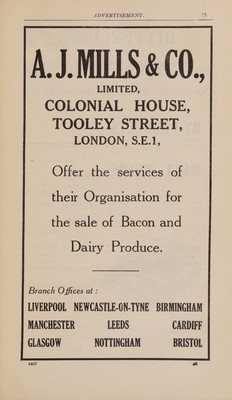 ADVERTISEMENT.
A. J. MILLS & CO.,
LIMITED,
COLONIAL HOUSE,
TOOLEY STREET,
LONDON, S.E.1,
Offer the services of
their Organisation for
the sale of Bacon and
Dairy Produce.
Branch Offices at :
LIVERPOOL NEWCASTLE-ON-TYNE BIRMINGHAM
MANCHESTER LEEDS CARDIFF
GLASGOW NOTTINGHAM BRISTOL